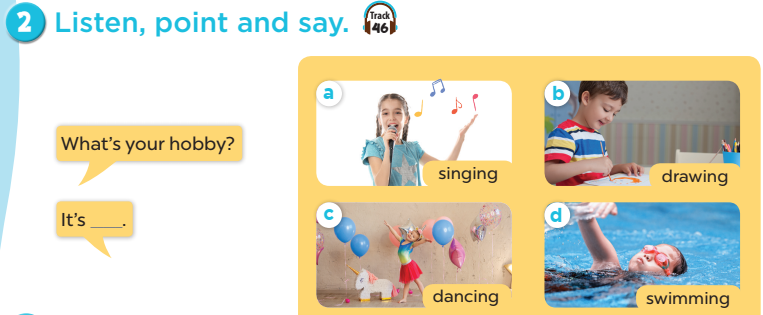 2 Listen, point and say. Track 46
What's your hobby?
It's ___.
a
singing
b
drawing
c
dancing
d
swimming